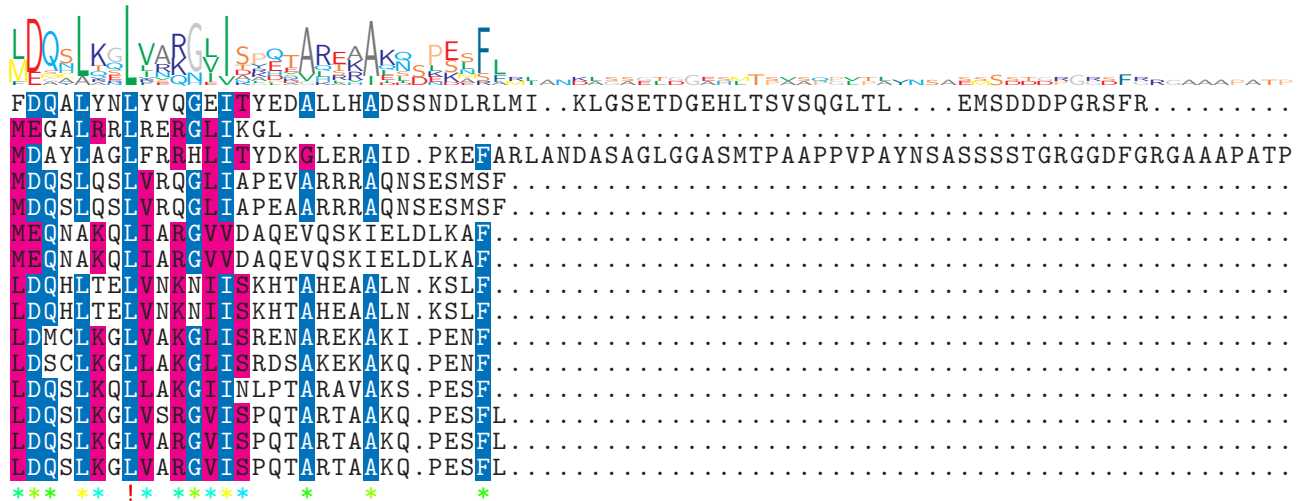 FDQALYNLYVQGEITYEDALLHADSSNDLRLMI..KLGSETDGEHLTSVSQGLTL....EMSDDDPGRSFR.........
MEGALRRLRERGLIKGL...............................................................
MDAYLAGLFRRHLITYDKGLERAID.PKEFARLANDASAGLGGASMTPAAPPVPAYNSASSSSTGRGGDFGRGAAAPATP
MDQSLQSLVRQGLIAPEVARRRAQNSESMSF.................................................
MDQSLQSLVRQGLIAPEAARRRAQNSESMSF.................................................
MEQNAKQLIARGVVDAQEVQSKIELDLKAF..................................................
MEQNAKQLIARGVVDAQEVQSKIELDLKAF..................................................
LDQHLTELVNKNIISKHTAHEAALN.KSLF..................................................
LDQHLTELVNKNIISKHTAHEAALN.KSLF..................................................
LDMCLKGLVAKGLISRENAREKAKI.PENF..................................................
LDSCLKGLLAKGLISRDSAKEKAKQ.PENF..................................................
LDQSLKQLLAKGIINLPTARAVAKS.PESF..................................................
LDQSLKGLVSRGVISPQTARTAAKQ.PESFL.................................................
LDQSLKGLVARGVISPQTARTAAKQ.PESFL.................................................
LDQSLKGLVARGVISPQTARTAAKQ.PESFL.................................................
*** ** !* ***** * * *